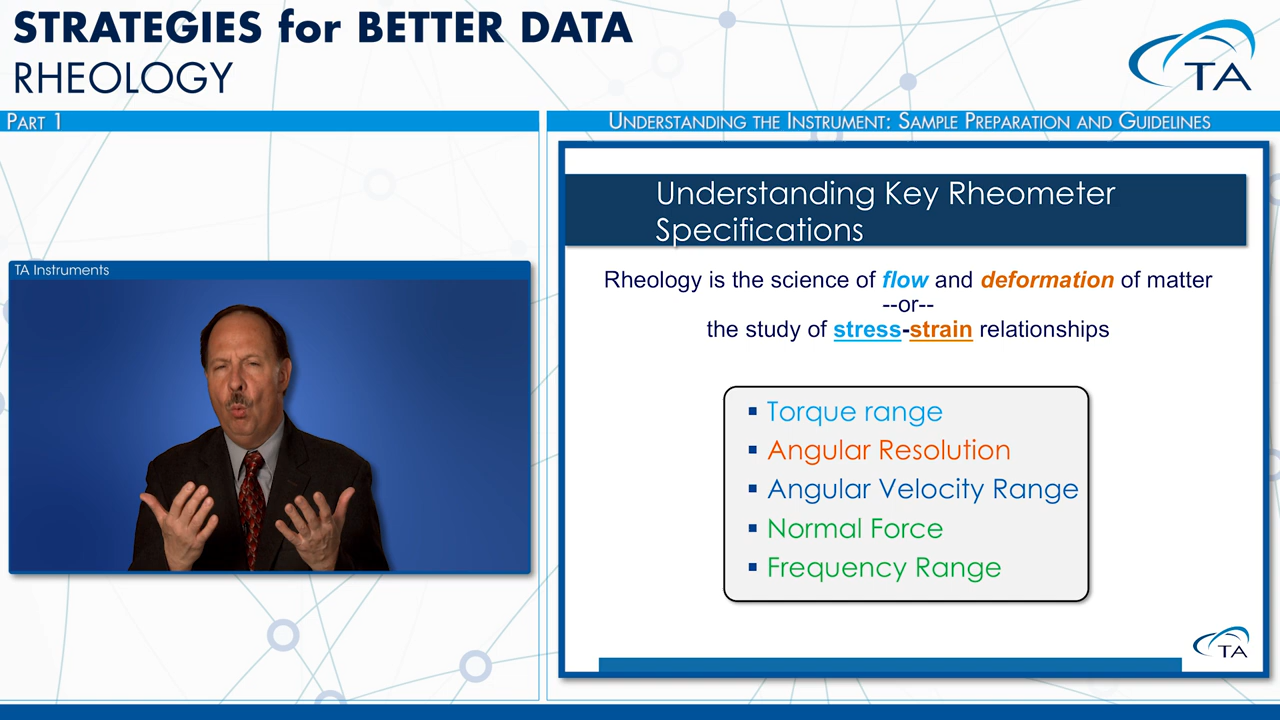 STRATEGIES for BETTER DATA
RHEOLOGY
TA
PART 1
UNDERSTANDING THE INSTRUMENT: SAMPLE PREPARATION AND GUIDELINES
TA Instruments
Understanding Key Rheometer
Specifications
Rheology is the science of flow and deformation of matter
--or--
the study of stress-strain relationships
▪ Torque range
▪ Angular Resolution
▪ Angular Velocity Range
▪ Normal Force
▪ Frequency Range
TA